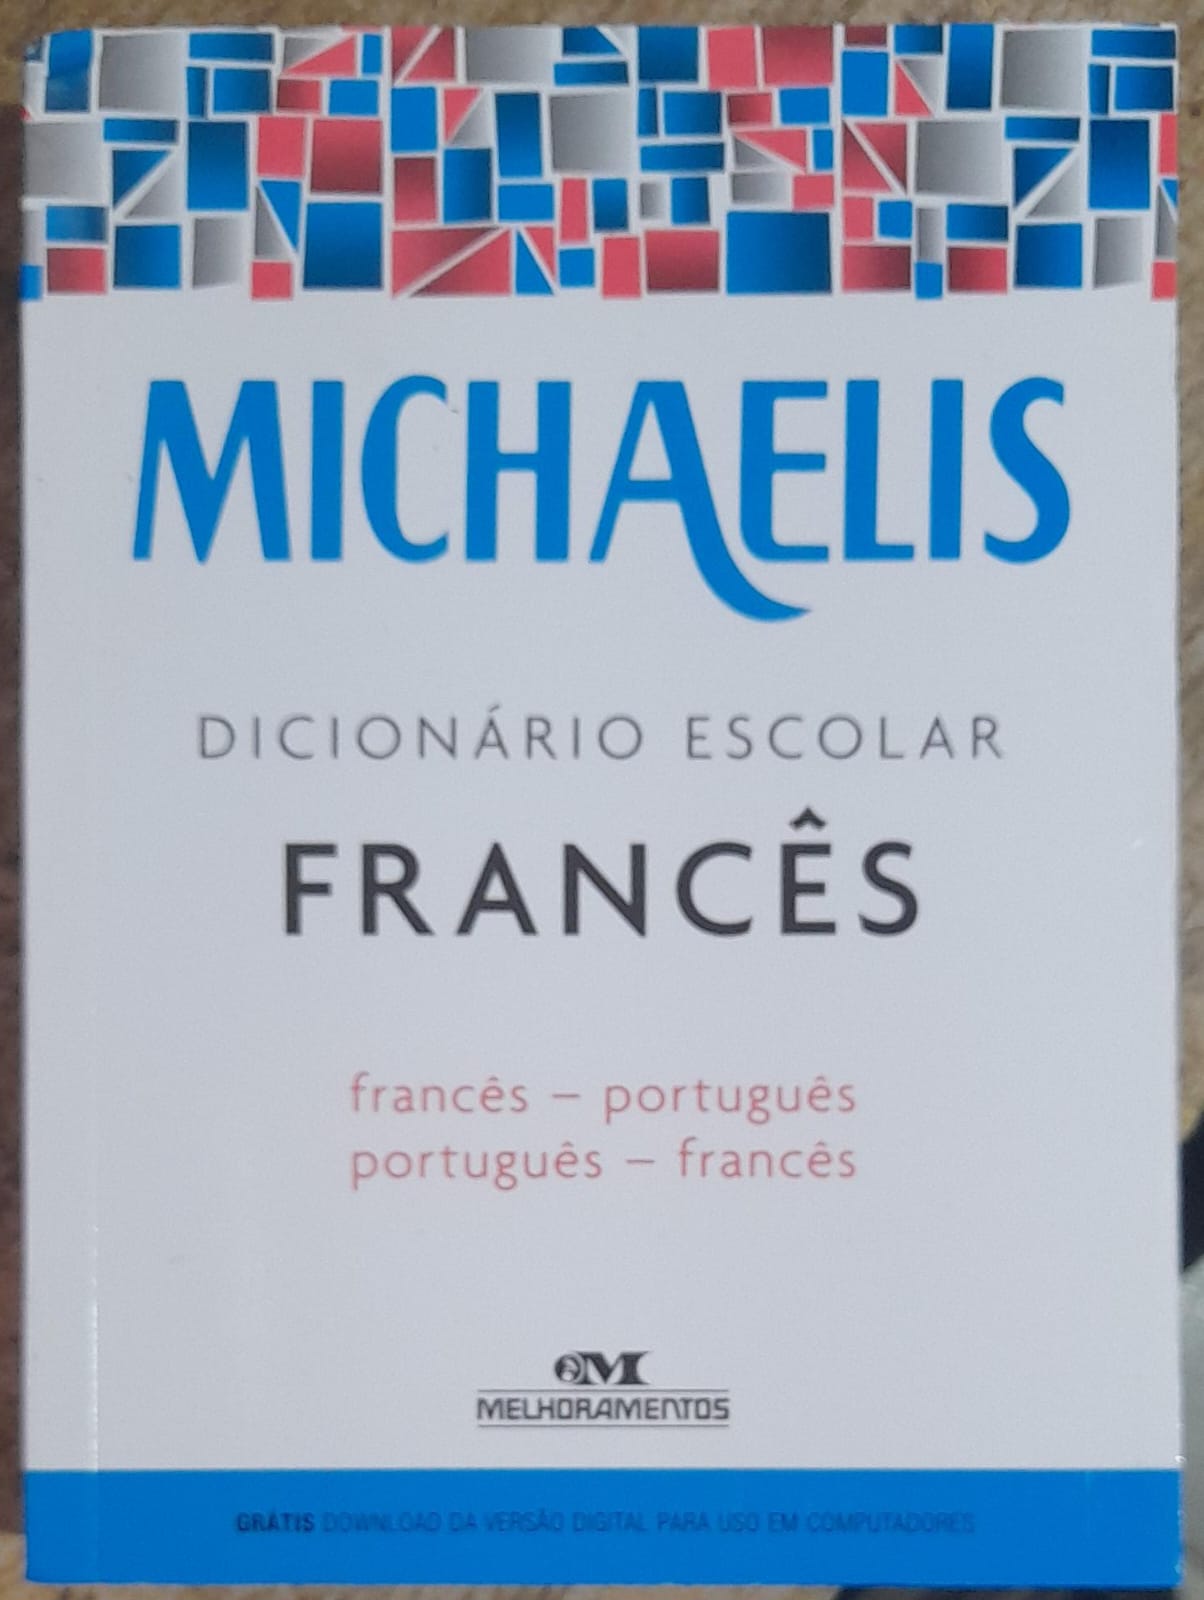 MICHAELIS
DICIONÁRIO ESCOLAR
FRANCÊS
francês – português
português – francês
MELHORAMENTOS
GRÁTIS DOWNLOAD DA VERSÃO DIGITAL PARA USO EM COMPUTADORES